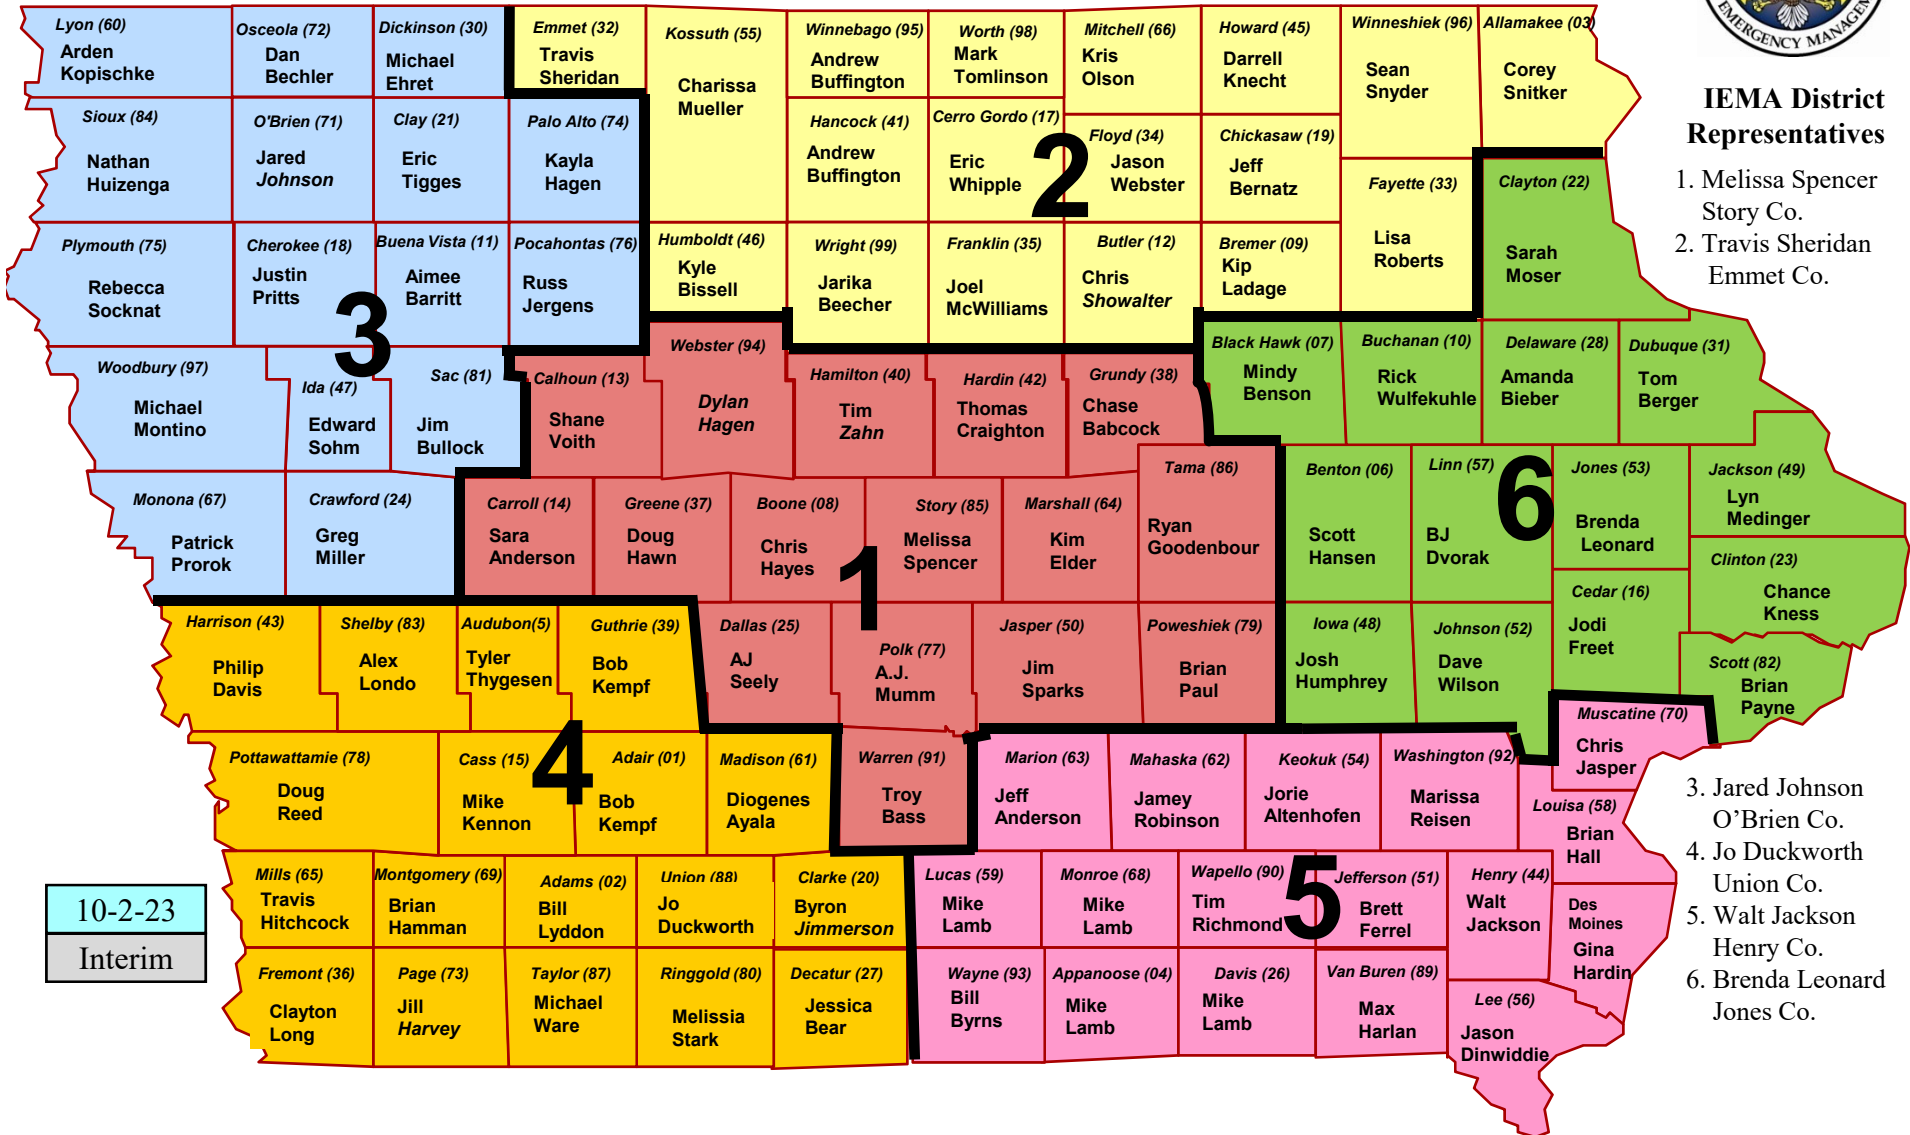 EMERGENCY MANAGEM
IEMA District
Representatives
1. Melissa Spencer
Story Co.
2. Travis Sheridan
Emmet Co.
3. Jared Johnson
O’Brien Co.
4. Jo Duckworth
Union Co.
5. Walt Jackson
Henry Co.
6. Brenda Leonard
Jones Co.
10-2-23
Interim
Lyon (60)
Arden
Kopischke
Osceola (72)
Dan
Bechler
Dickinson (30)
Michael
Ehret
Emmet (32)
Travis
Sheridan
Kossuth (55)
Charissa
Mueller
Winnebago (95)
Andrew
Buffington
Worth (98)
Mark
Tomlinson
Mitchell (66)
Kris
Olson
Howard (45)
Darrell
Knecht
Winneshiek (96)
Sean
Snyder
Allamakee (03)
Corey
Snitker
Sioux (84)
Nathan
Huizenga
O'Brien (71)
Jared
Johnson
Clay (21)
Eric
Tigges
Palo Alto (74)
Kayla
Hagen
Hancock (41)
Andrew
Buffington
Cerro Gordo (17)
Eric
Whipple
2
Floyd (34)
Jason
Webster
Chickasaw (19)
Jeff
Bernatz
Fayette (33)
Lisa
Roberts
Clayton (22)
Sarah
Moser
Plymouth (75)
Rebecca
Socknat
Cherokee (18)
Justin
Pritts
3
Buena Vista (11)
Aimee
Barritt
Pocahontas (76)
Russ
Jergens
Humboldt (46)
Kyle
Bissell
Wright (99)
Jarika
Beecher
Franklin (35)
Joel
McWilliams
Butler (12)
Chris
Showalter
Bremer (09)
Kip
Ladage
Woodbury (97)
Michael
Montino
Ida (47)
Edward
Sohm
Sac (81)
Jim
Bullock
Calhoun (13)
Shane
Voith
Webster (94)
Dylan
Hagen
Hamilton (40)
Tim
Zahn
Hardin (42)
Thomas
Craighton
Grundy (38)
Chase
Babcock
Black Hawk (07)
Mindy
Benson
Buchanan (10)
Rick
Wulfekuhle
Delaware (28)
Amanda
Bieber
Dubuque (31)
Tom
Berger
Monona (67)
Patrick
Prorok
Crawford (24)
Greg
Miller
Carroll (14)
Sara
Anderson
Greene (37)
Doug
Hawn
Boone (08)
Chris
Hayes
1
Story (85)
Melissa
Spencer
Marshall (64)
Kim
Elder
Tama (86)
Ryan
Goodenbour
Benton (06)
Scott
Hansen
Linn (57)
BJ
Dvorak
6
Jones (53)
Brenda
Leonard
Jackson (49)
Lyn
Medinger
Clinton (23)
Chance
Kness
Cedar (16)
Jodi
Freet
Scott (82)
Brian
Payne
Harrison (43)
Philip
Davis
Shelby (83)
Alex
Londo
Audubon(5)
Tyler
Thygesen
Guthrie (39)
Bob
Kempf
Dallas (25)
AJ
Seely
Polk (77)
A.J.
Mumm
Jasper (50)
Jim
Sparks
Poweshiek (79)
Brian
Paul
Iowa (48)
Josh
Humphrey
Johnson (52)
Dave
Wilson
Muscatine (70)
Chris
Jasper
Pottawattamie (78)
Doug
Reed
Cass (15)
Mike
Kennon
4
Adair (01)
Bob
Kempf
Madison (61)
Diogenes
Ayala
Warren (91)
Troy
Bass
Marion (63)
Jeff
Anderson
Mahaska (62)
Jamey
Robinson
Keokuk (54)
Jorie
Altenhofen
Washington (92)
Marissa
Reisen
Louisa (58)
Brian
Hall
Mills (65)
Travis
Hitchcock
Montgomery (69)
Brian
Hamman
Adams (02)
Bill
Lyddon
Union (88)
Jo
Duckworth
Clarke (20)
Byron
Jimmerson
Lucas (59)
Mike
Lamb
Monroe (68)
Mike
Lamb
Wapello (90)
Tim
Richmond
5
Jefferson (51)
Brett
Ferrel
Henry (44)
Walt
Jackson
Des
Moines
Gina
Hardin
Fremont (36)
Clayton
Long
Page (73)
Jill
Harvey
Taylor (87)
Michael
Ware
Ringgold (80)
Melissia
Stark
Decatur (27)
Jessica
Bear
Wayne (93)
Bill
Byrns
Appanoose (04)
Mike
Lamb
Davis (26)
Mike
Lamb
Van Buren (89)
Max
Harlan
Lee (56)
Jason
Dinwiddie